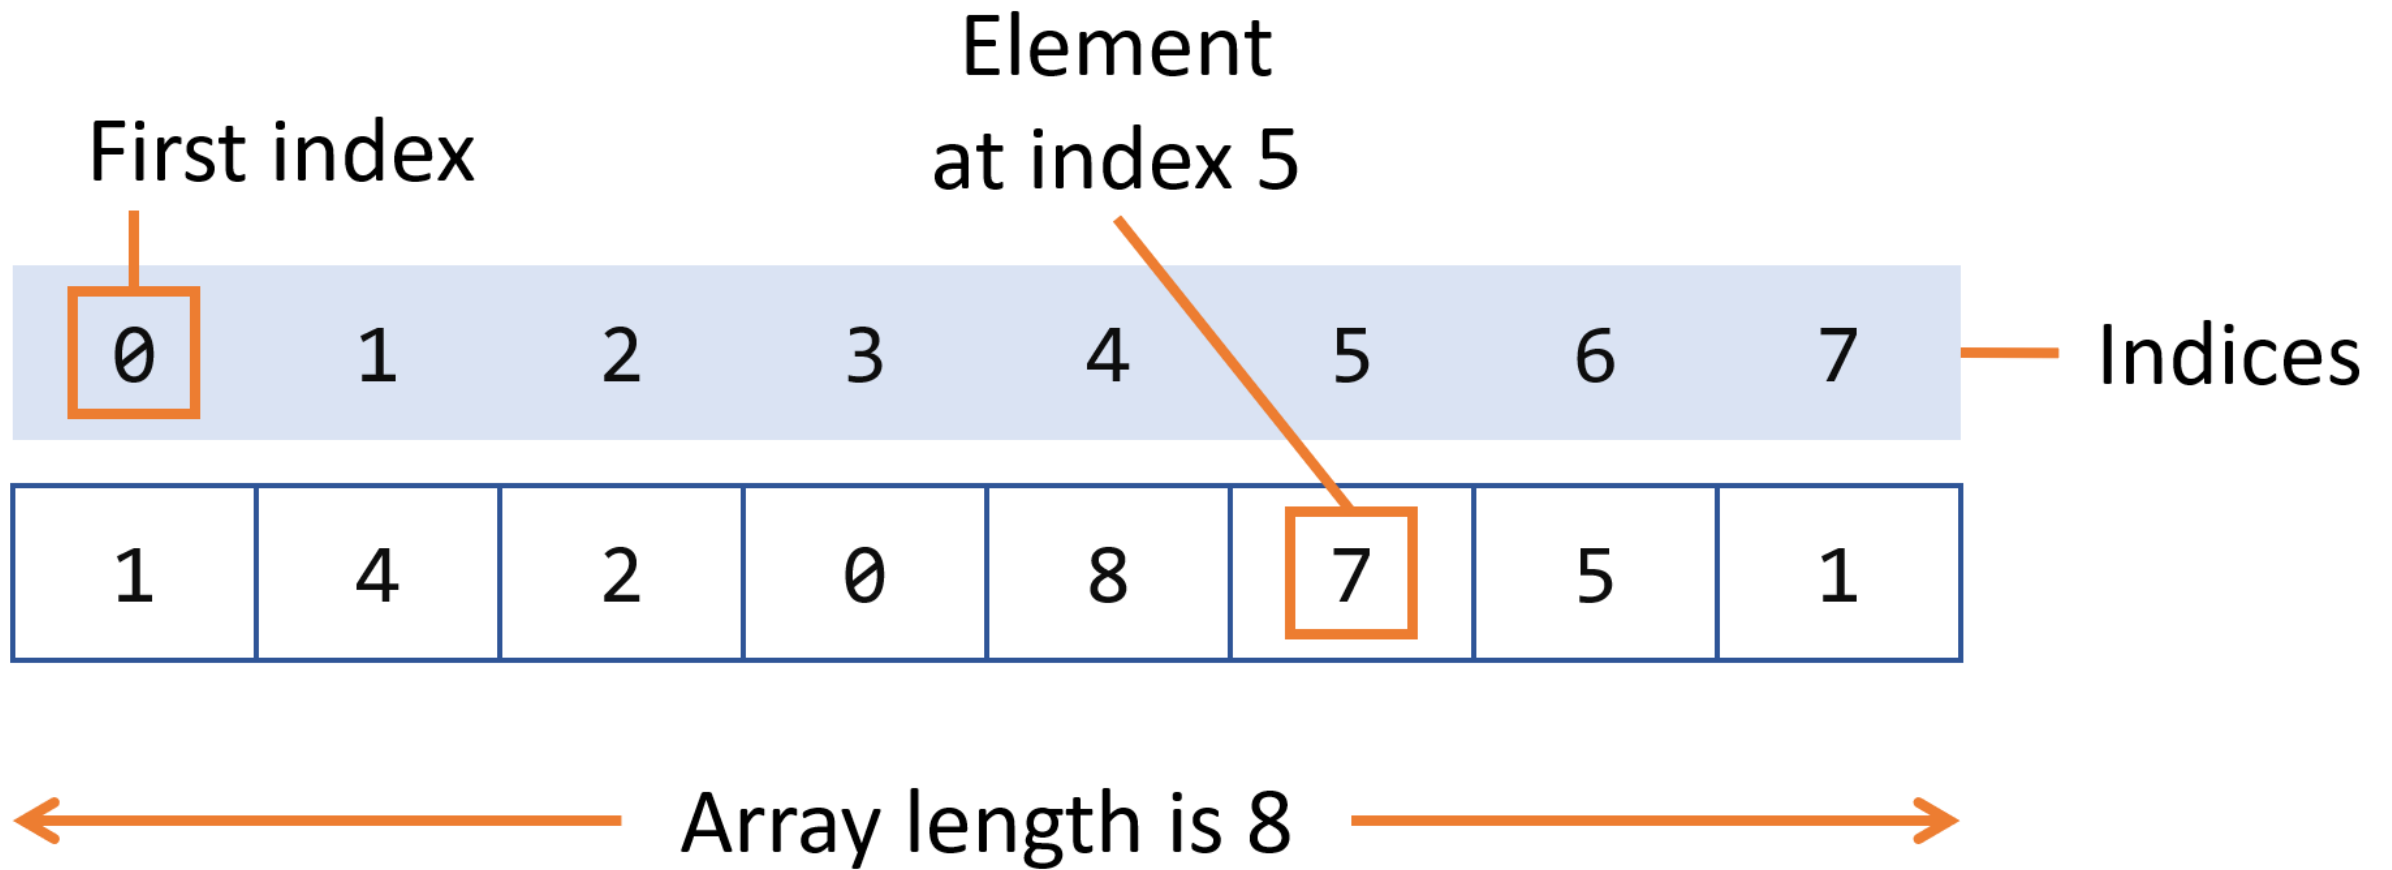 Element
at index 5
First index
0 1 2 3 4 5 6 7
Indices
1 4 2 0 8 7 5 1
Array length is 8